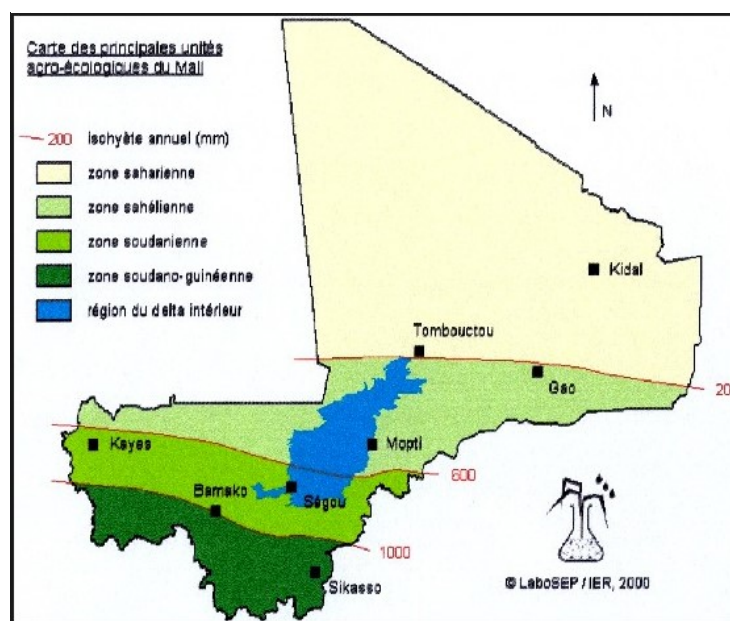 Carte des principales unités
agro-écologiques du Mali
N
200 isohyète annuel (mm)
zone saharienne
zone sahélienne
zone soudanienne
zone soudano-guinéenne
région du delta intérieur
Kidal
Tombouctou
Gao
20
Kayes
Mopti
600
Bamako
Ségou
1000
Sikasso
© LaboSEP / IER, 2000